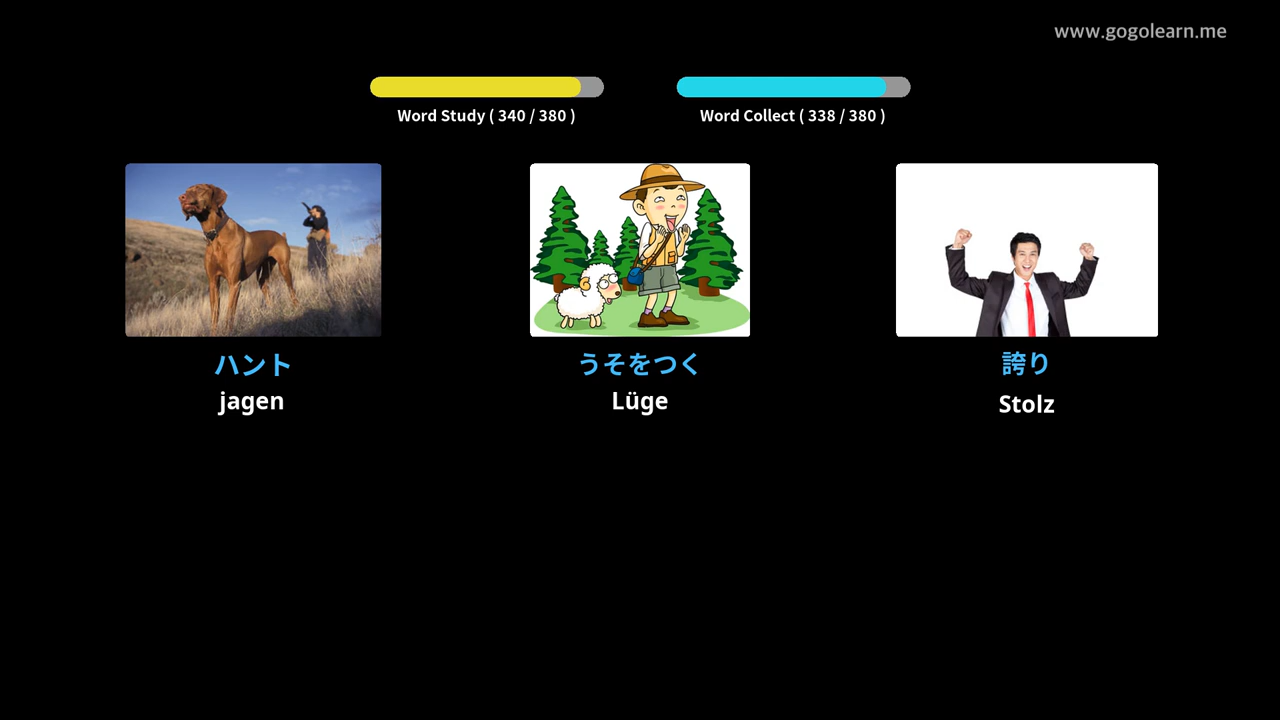 www.gogolearn.me
Word Study ( 340 / 380 )
Word Collect ( 338 / 380 )
ハント
jagen
うそをつく
Lüge
誇り
Stolz